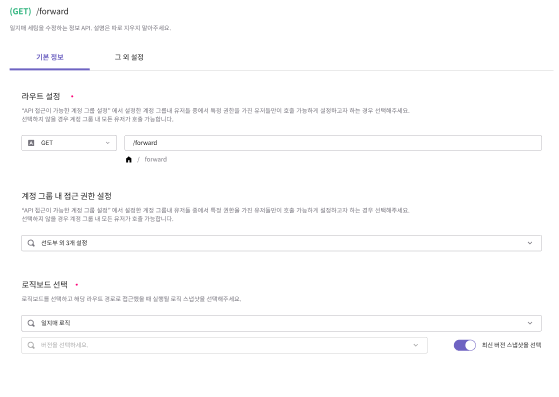 (GET) /forward
일지매 세팅을 수정하는 정보 API. 설명은 바로 지우지 말아주세요.
기본 정보
그 외 설정
라우트 설정
"API 접근이 가능한 계정 그룹 설정" 에서 설정한 계정 그룹내 유저들 중에서 특정 권한을 가진 유저들만이 호출 가능하게 설정하고자 하는 경우 선택해주세요.
선택하지 않을 경우 계정 그룹 내 모든 유저가 호출 가능합니다.
GET
/forward
/ forward
계정 그룹 내 접근 권한 설정
"API 접근이 가능한 계정 그룹 설정" 에서 설정한 계정 그룹내 유저들 중에서 특정 권한을 가진 유저들만이 호출 가능하게 설정하고자 하는 경우 선택해주세요.
선택하지 않을 경우 계정 그룹 내 모든 유저가 호출 가능합니다.
선도부 외 3개 설정
로직보드 선택
로직보드를 선택하고 해당 라우트 경로로 접근했을 때 실행될 로직 스냅샷을 선택해주세요.
일지매 로직
버전을 선택하세요.
최신 버전 스냅샷을 선택